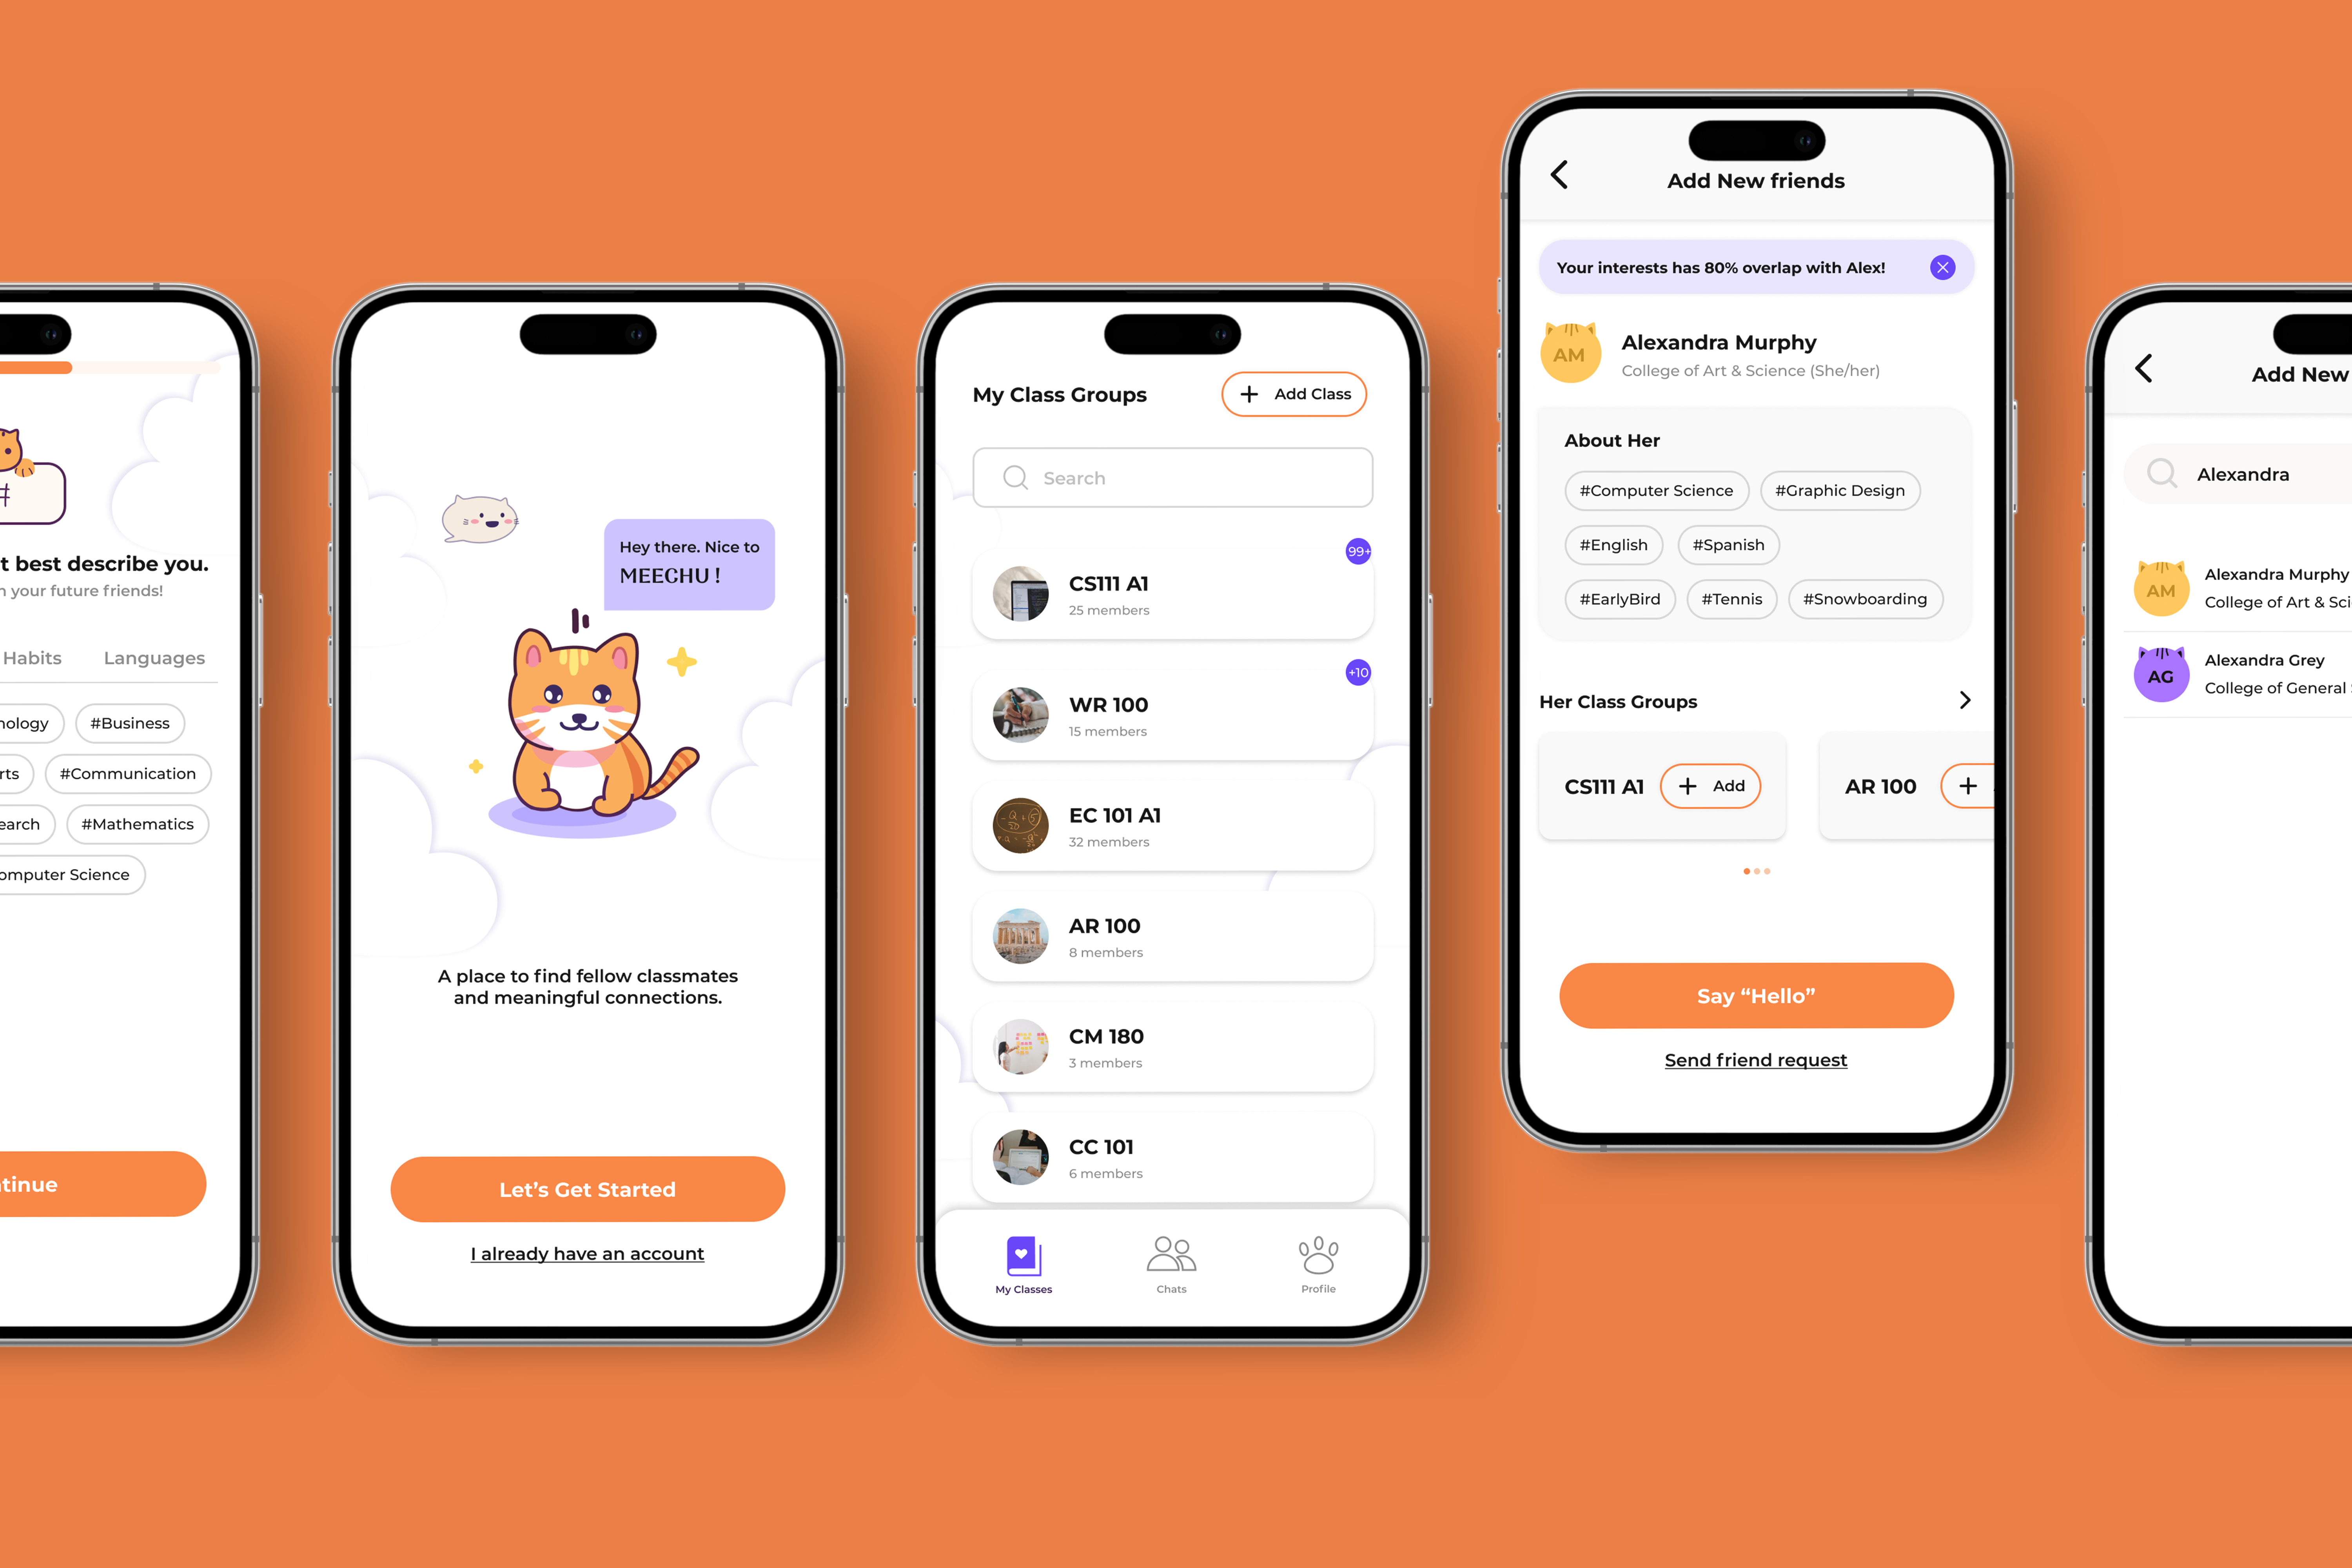 #
t best describe you.
your future friends!
Habits
Languages
nology
#Business
rts
#Communication
earch
#Mathematics
omputer Science
tinue
Hey there. Nice to
MEECHU !
A place to find fellow classmates
and meaningful connections.
Let’s Get Started
I already have an account
My Class Groups
+ Add Class
Search
99+
CS111 A1
25 members
+10
WR 100
15 members
EC 101 A1
32 members
AR 100
8 members
CM 180
3 members
CC 101
6 members
My Classes
Chats
Profile
Add New friends
Your interests has 80% overlap with Alex!
AM
Alexandra Murphy
College of Art & Science (She/her)
About Her
#Computer Science
#Graphic Design
#English
#Spanish
#EarlyBird
#Tennis
#Snowboarding
Her Class Groups
CS111 A1
+ Add
AR 100
+
Say “Hello”
Send friend request
Add New
Alexandra
AM
Alexandra Murphy
College of Art & Sci
AG
Alexandra Grey
College of General